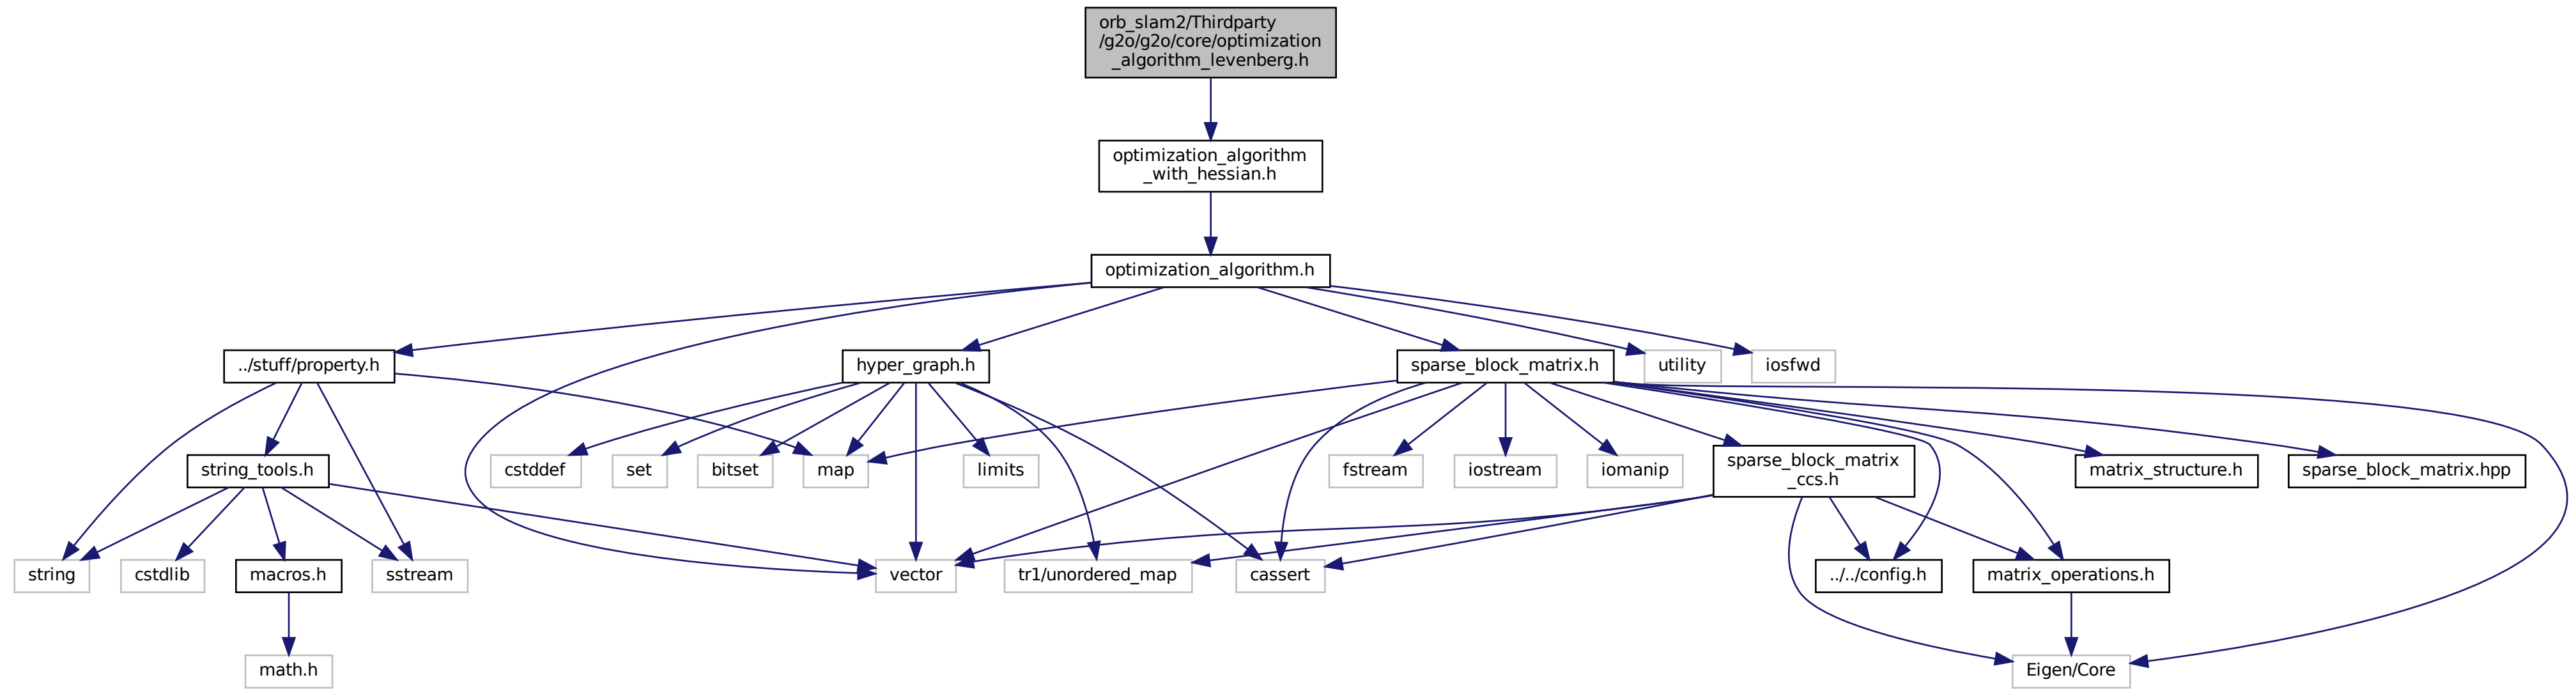 orb_slam2/Thirdparty
/g2o/g2o/core/optimization
_algorithm_levenberg.h
optimization_algorithm
_with_hessian.h
optimization_algorithm.h
../stuff/property.h
hyper_graph.h
sparse_block_matrix.h
utility
iosfwd
string_tools.h
cstddef
set
bitset
map
limits
fstream
iostream
iomanip
sparse_block_matrix
_ccs.h
matrix_structure.h
sparse_block_matrix.hpp
string
cstdlib
macros.h
sstream
vector
tr1/unordered_map
cassert
../../config.h
matrix_operations.h
math.h
Eigen/Core